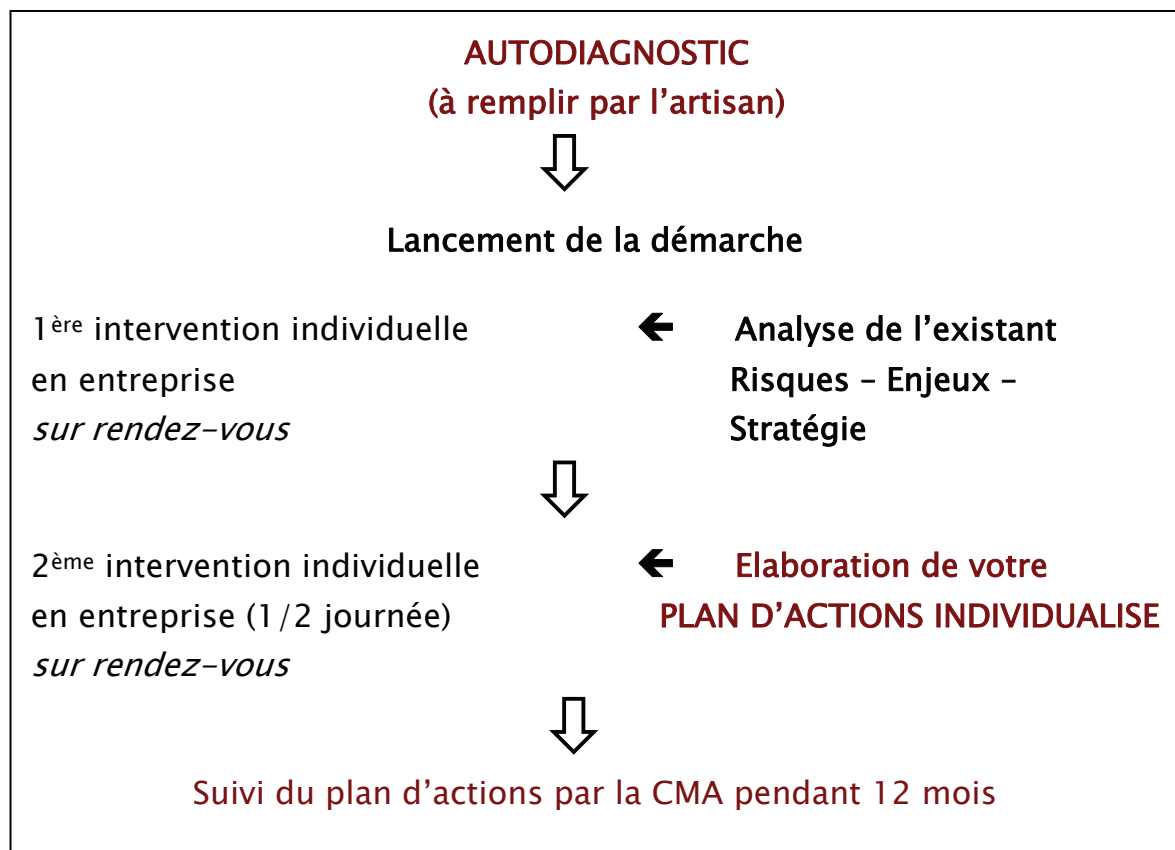 AUTODIAGNOSTIC
(à remplir par l’artisan)
Lancement de la démarche
1ère intervention individuelle
en entreprise
sur rendez-vous
Analyse de l’existant
Risques – Enjeux –
Stratégie
2ème intervention individuelle
en entreprise (1/2 journée)
sur rendez-vous
Elaboration de votre
PLAN D’ACTIONS INDIVIDUALISE
Suivi du plan d’actions par la CMA pendant 12 mois